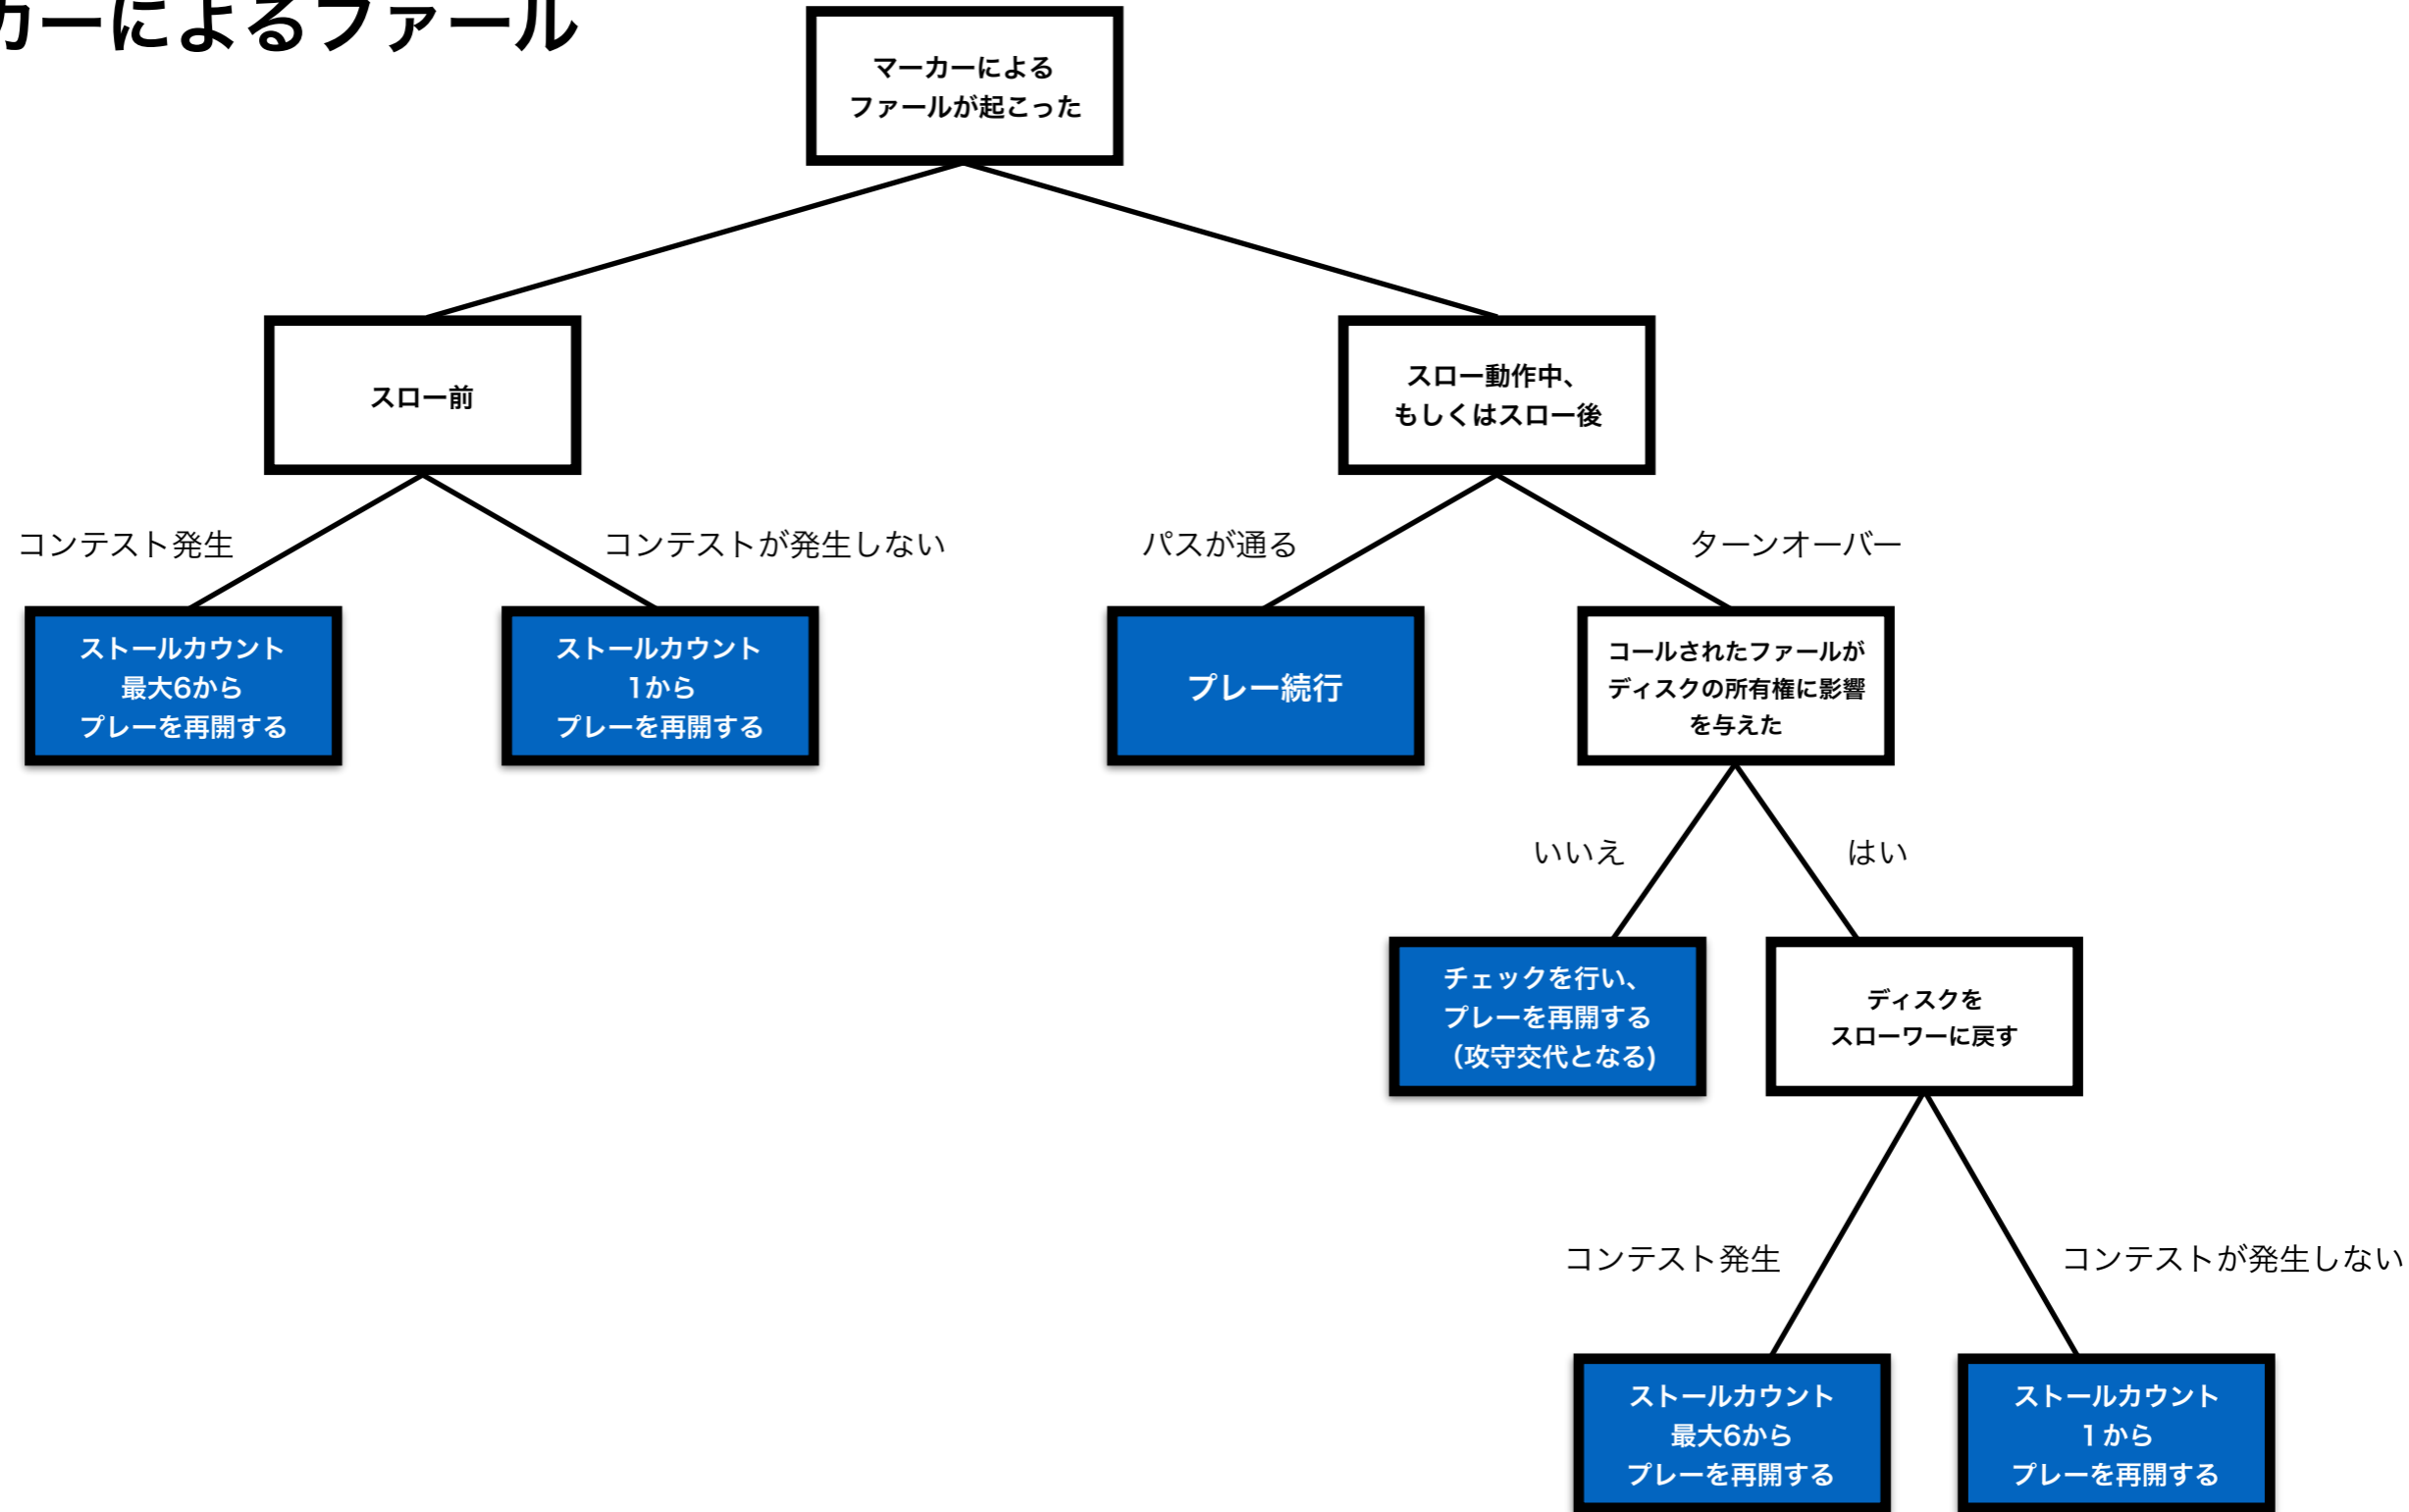 カーによるファール
マーカーによる
ファールが起こった
スロー前
スロー動作中、
もしくはスロー後
コンテスト発生
コンテストが発生しない
パスが通る
ターンオーバー
ストールカウント
最大6から
プレーを再開する
ストールカウント
1から
プレーを再開する
プレー続行
コールされたファールが
ディスクの所有権に影響
を与えた
いいえ
はい
チェックを行い、
プレーを再開する
（攻守交代となる)
ディスクを
スローワーに戻す
コンテスト発生
コンテストが発生しない
ストールカウント
最大6から
プレーを再開する
ストールカウント
１から
プレーを再開する